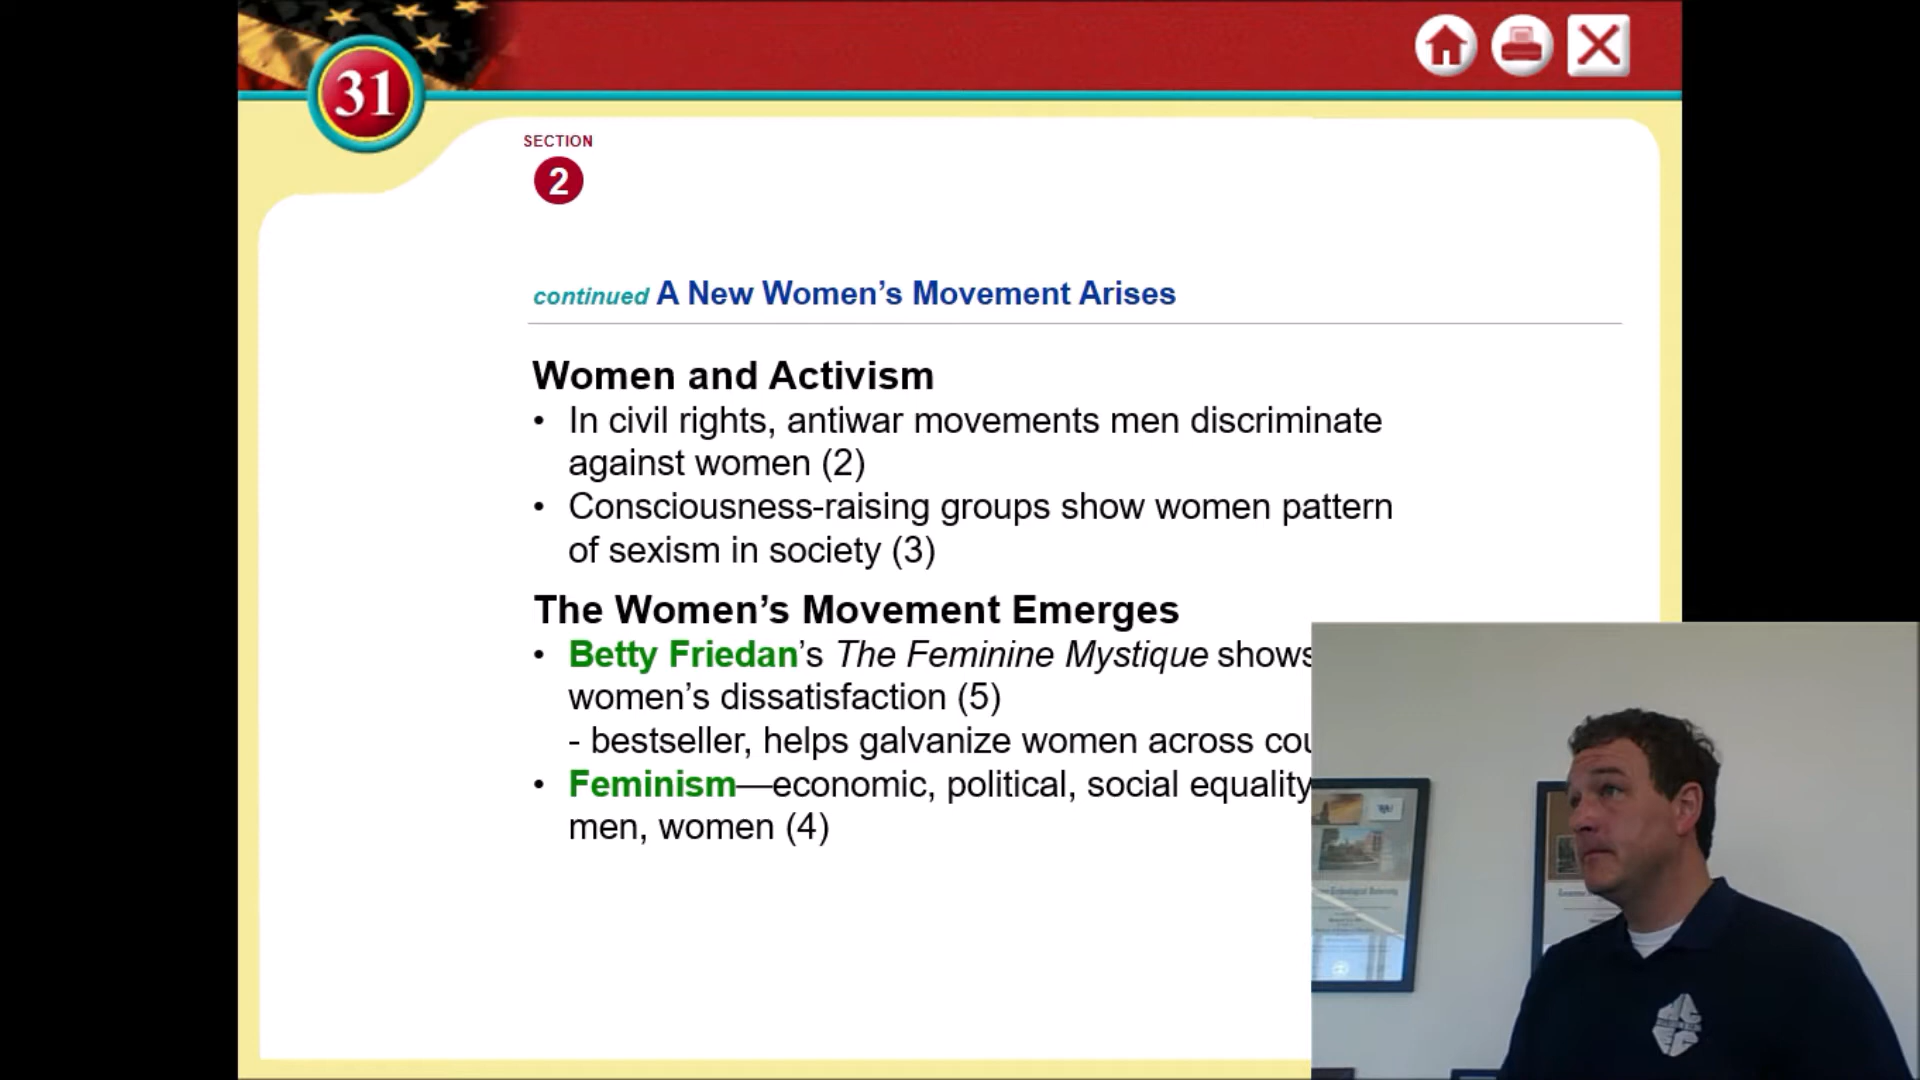 31
SECTION
2
continued A New Women’s Movement Arises
Women and Activism
• In civil rights, antiwar movements men discriminate
against women (2)
• Consciousness-raising groups show women pattern
of sexism in society (3)
The Women’s Movement Emerges
• Betty Friedan’s The Feminine Mystique shows
women’s dissatisfaction (5)
- bestseller, helps galvanize women across
• Feminism—economic, political, social equality
men, women (4)